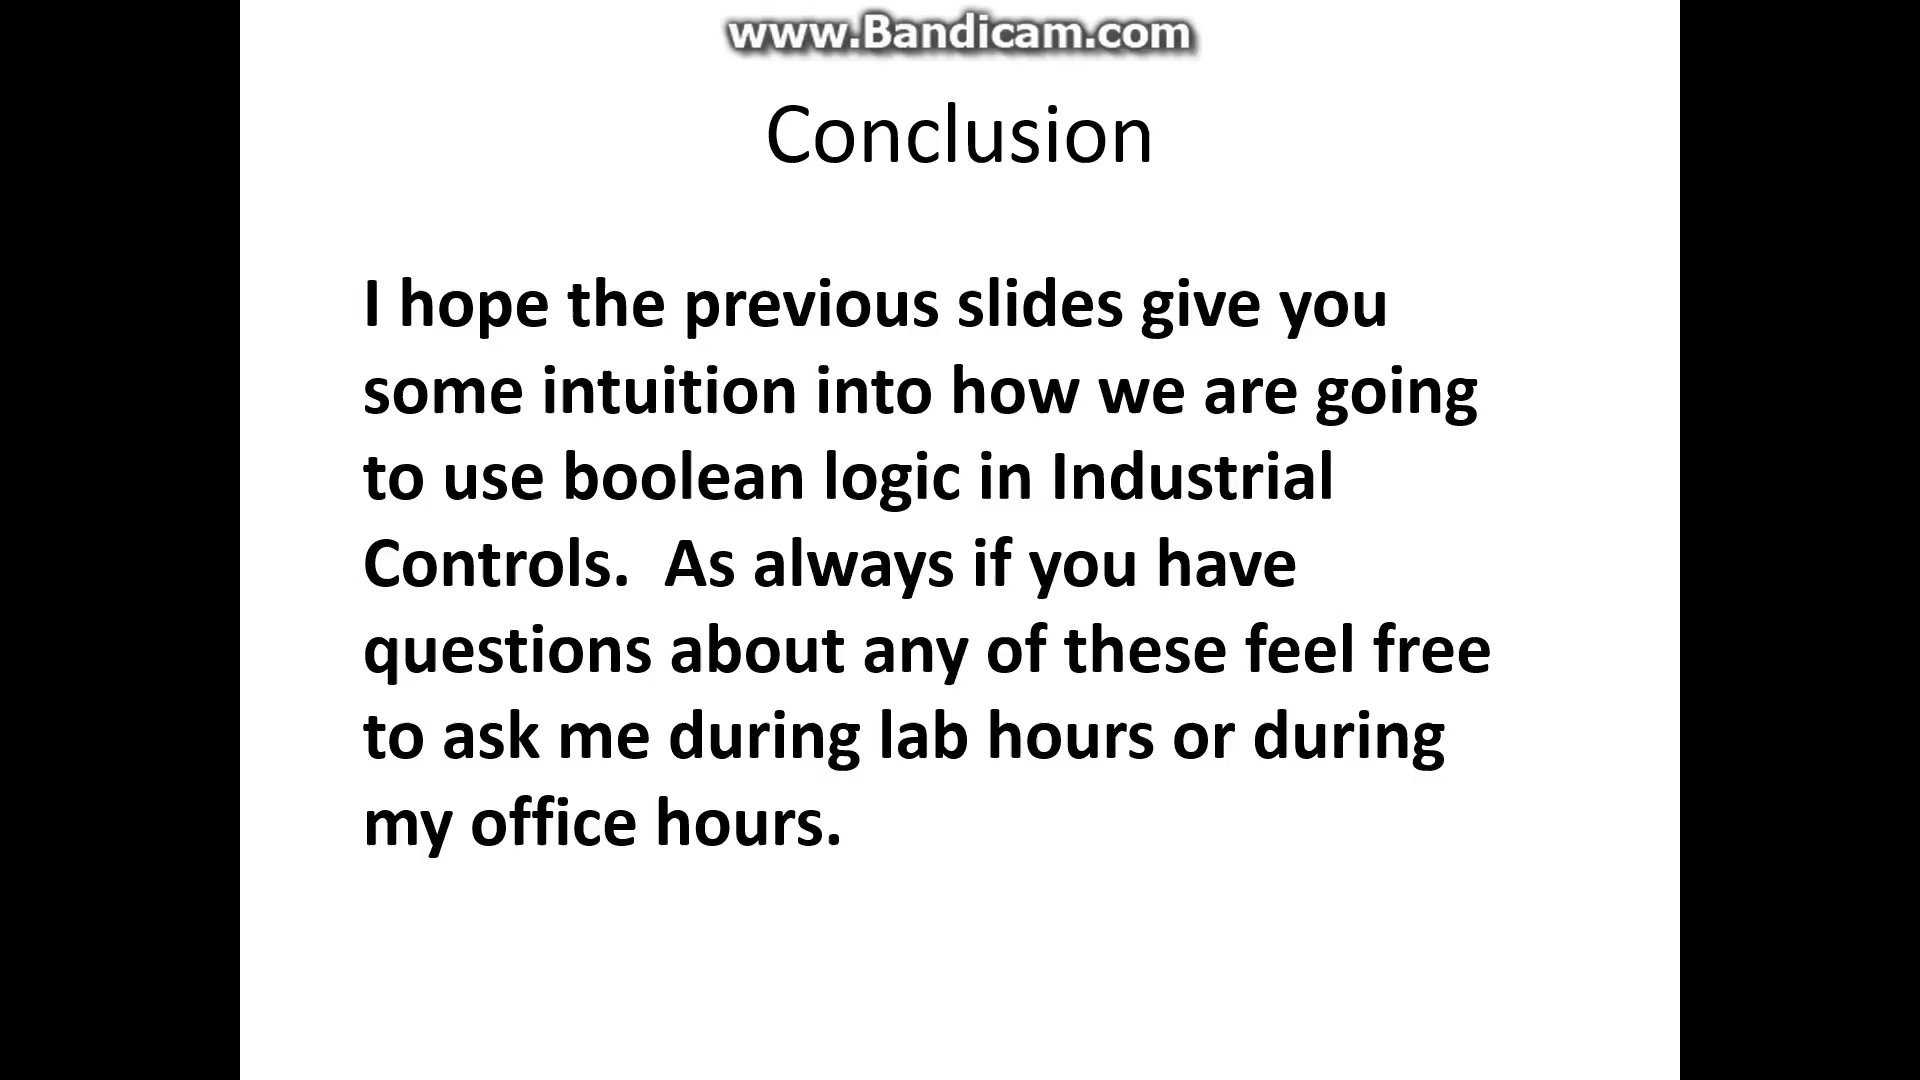 www.Bandicam.com
Conclusion
I hope the previous slides give you
some intuition into how we are going
to use boolean logic in Industrial
Controls.  As always if you have
questions about any of these feel free
to ask me during lab hours or during
my office hours.